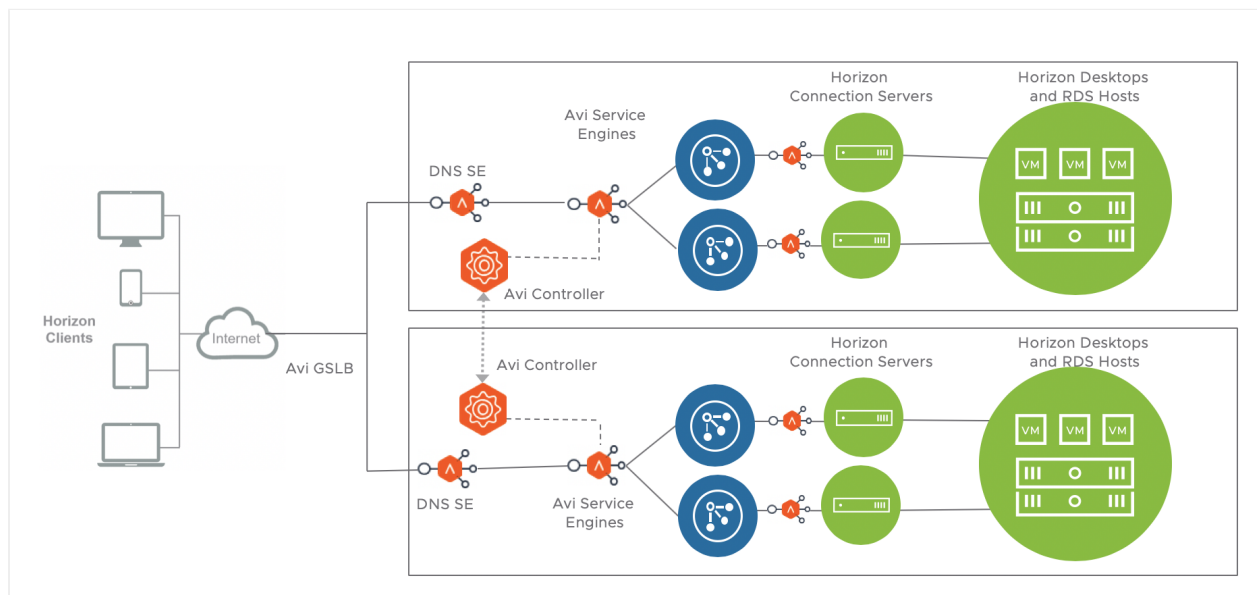 Horizon
Clients
Internet
Avi GSLB
DNS SE
Avi Service
Engines
Avi Controller
Horizon
Connection Servers
Horizon Desktops
and RDS Hosts
VM VM VM
Avi Controller
DNS SE
Avi Service
Engines
Horizon
Connection Servers
Horizon Desktops
and RDS Hosts
VM VM VM